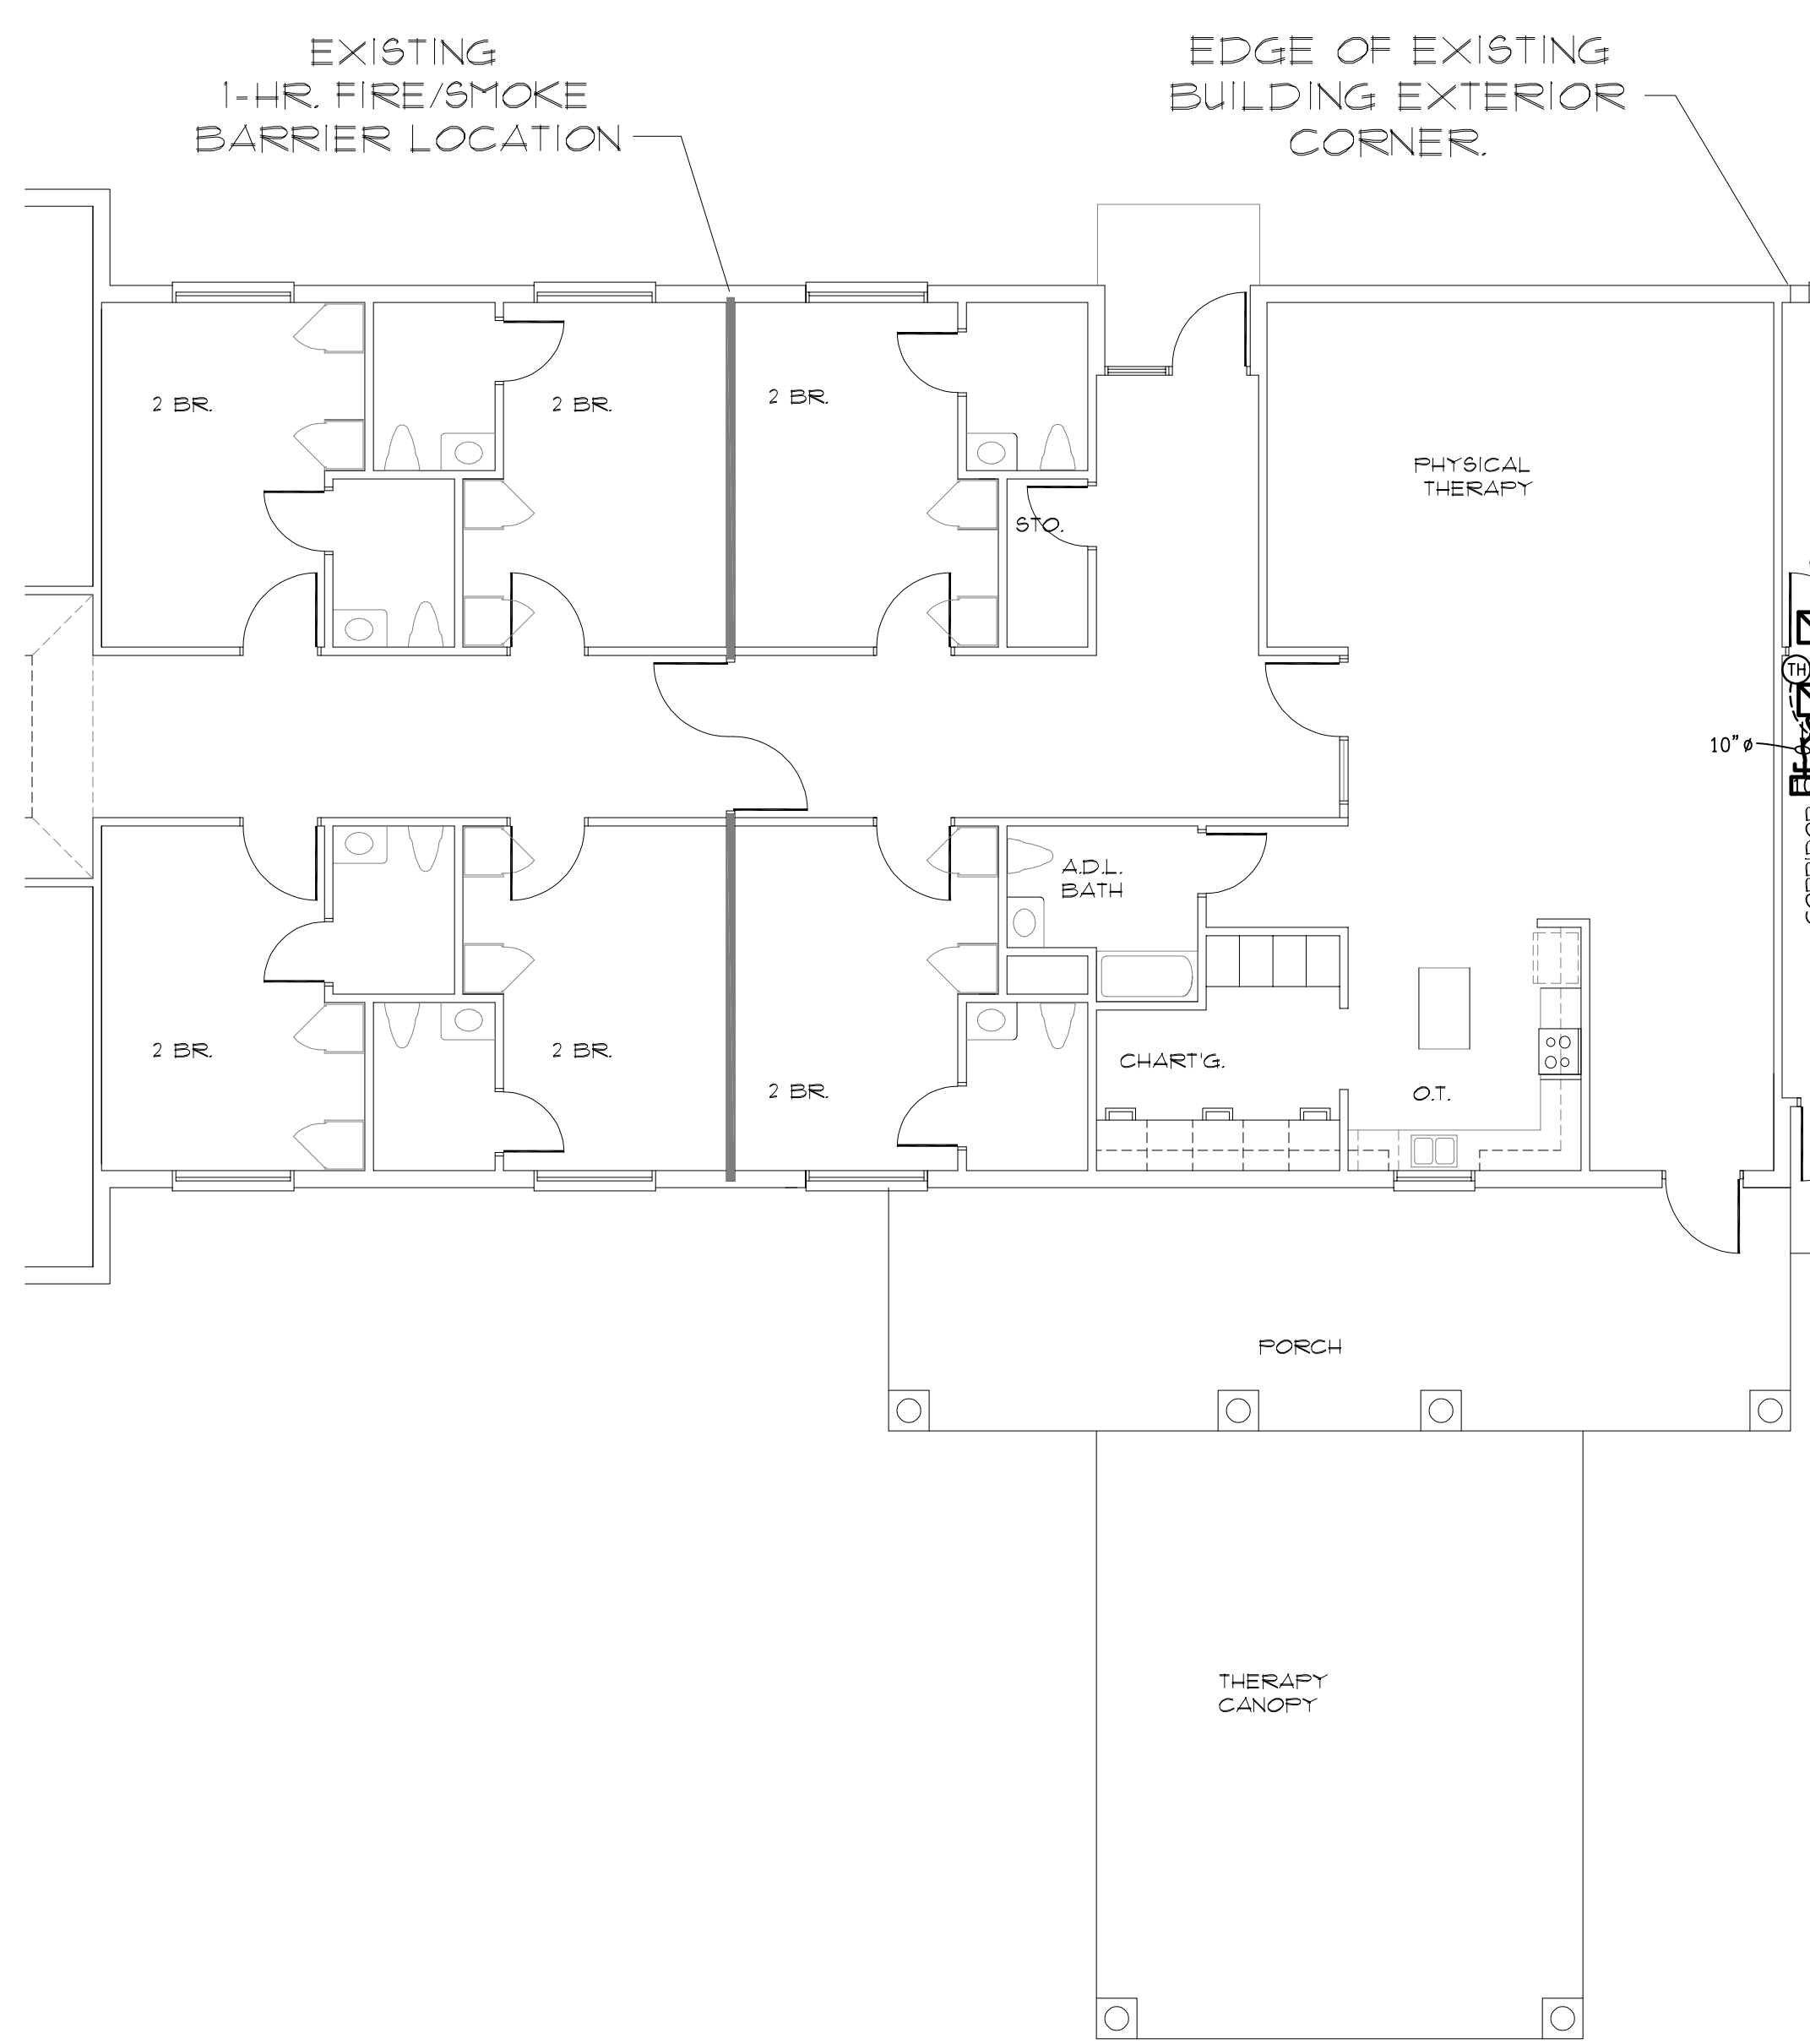 EXISTING
1-HR. FIRE/SMOKE
BARRIER LOCATION
EDGE OF EXISTING
BUILDING EXTERIOR
CORNER.
2 BR.
2 BR.
2 BR.
PHYSICAL
THERAPY
STO.
TH
10"ø
A.D.L.
BATH
CORRIDOR
2 BR.
2 BR.
2 BR.
CHART'G.
O.T.
PORCH
THERAPY
CANOPY